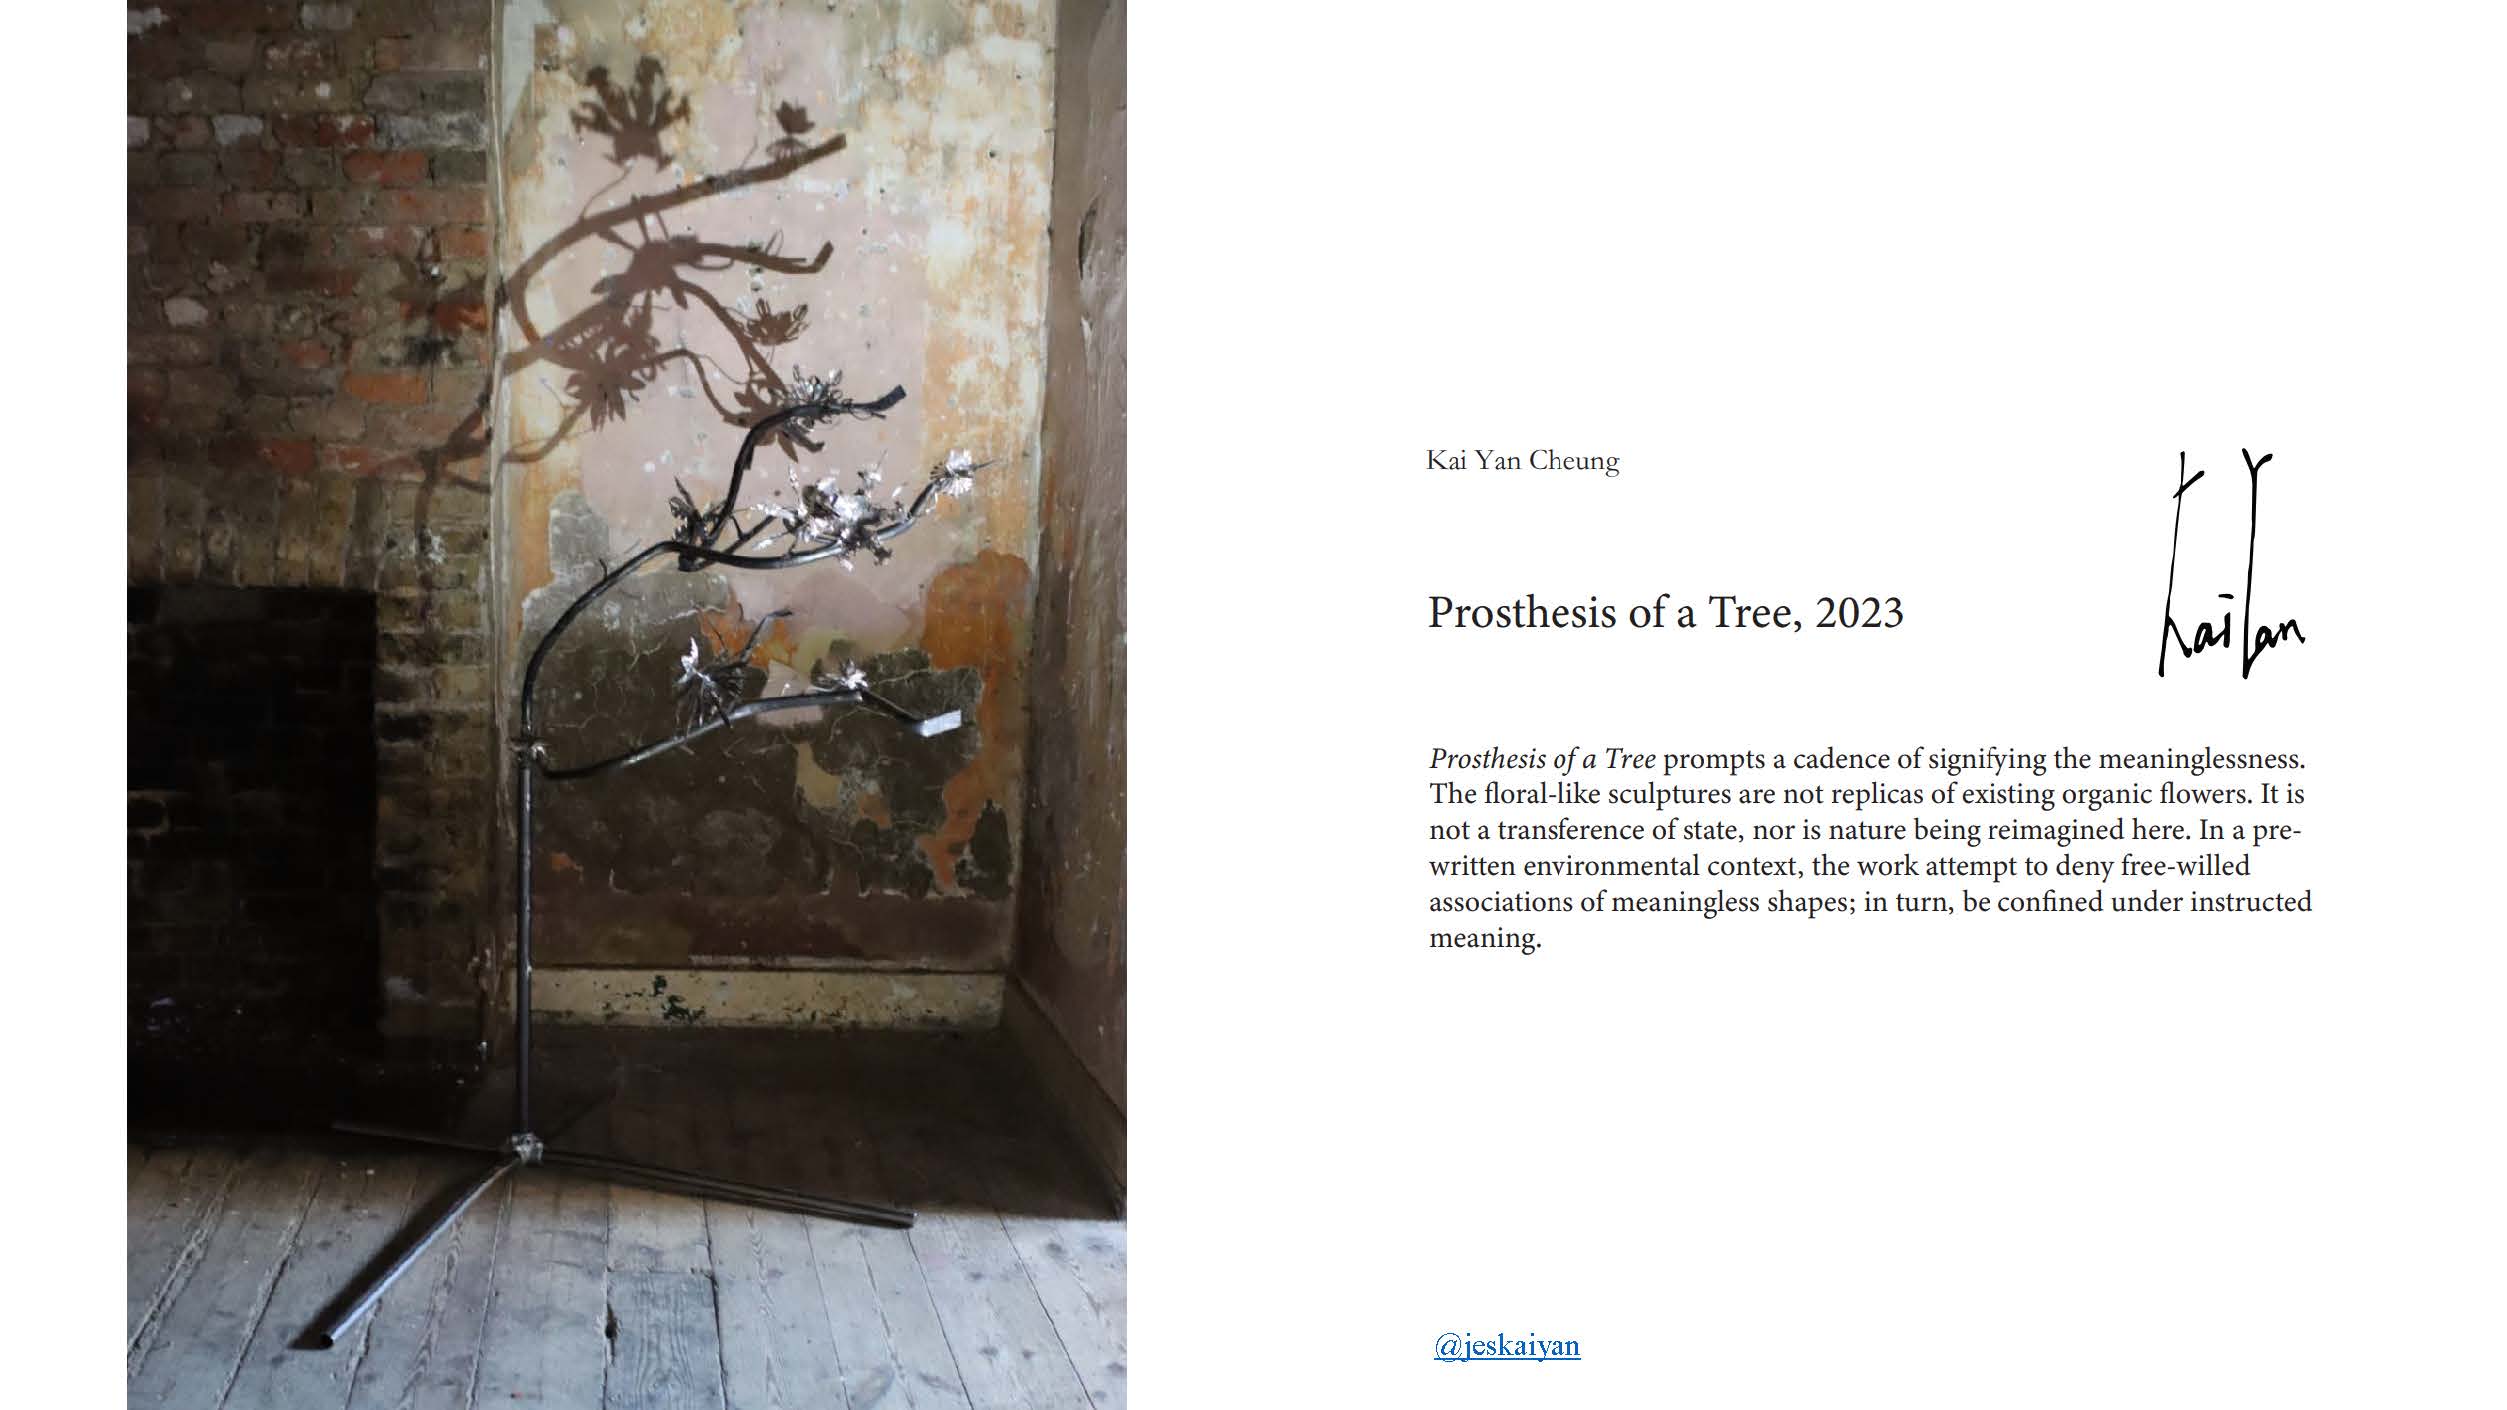 Kai Yan Cheung
Prosthesis of a Tree, 2023
kai Yan
Prosthesis of a Tree prompts a cadence of signifying the meaninglessness.
The floral-like sculptures are not replicas of existing organic flowers. It is
not a transference of state, nor is nature being reimagined here. In a pre-
written environmental context, the work attempt to deny free-willed
associations of meaningless shapes; in turn, be confined under instructed
meaning.
@jeskaiyan